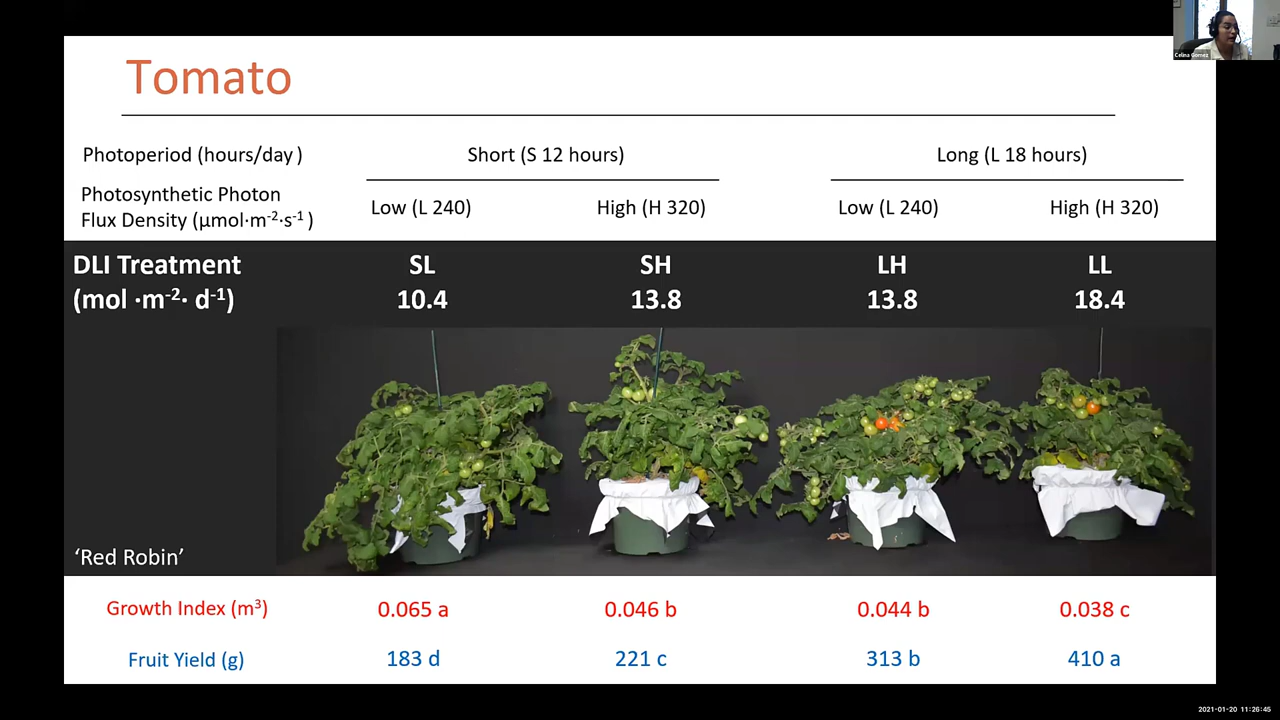 Tomato
Photoperiod (hours/day ) Short (S 12 hours) Long (L 18 hours)
Photosynthetic Photon
Flux Density (µmol·m-2·s-1 ) Low (L 240) High (H 320) Low (L 240) High (H 320)
DLI Treatment SL SH LH LL
(mol ·m-2· d-1) 10.4 13.8 13.8 18.4
‘Red Robin’
Growth Index (m³) 0.065 a 0.046 b 0.044 b 0.038 c
Fruit Yield (g) 183 d 221 c 313 b 410 a
Celina Gomez
2021-01-20 11:26:45